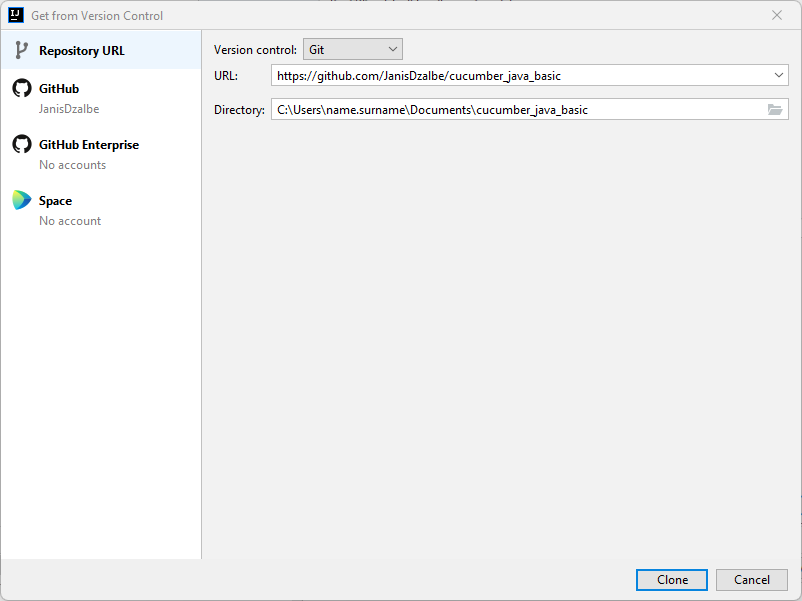 IJ Get from Version Control
Repository URL
GitHub
JanisDzalbe
GitHub Enterprise
No accounts
Space
No account
Version control: Git
URL: https://github.com/JanisDzalbe/cucumber_java_basic
Directory: C:\Users\name.surname\Documents\cucumber_java_basic
Clone Cancel